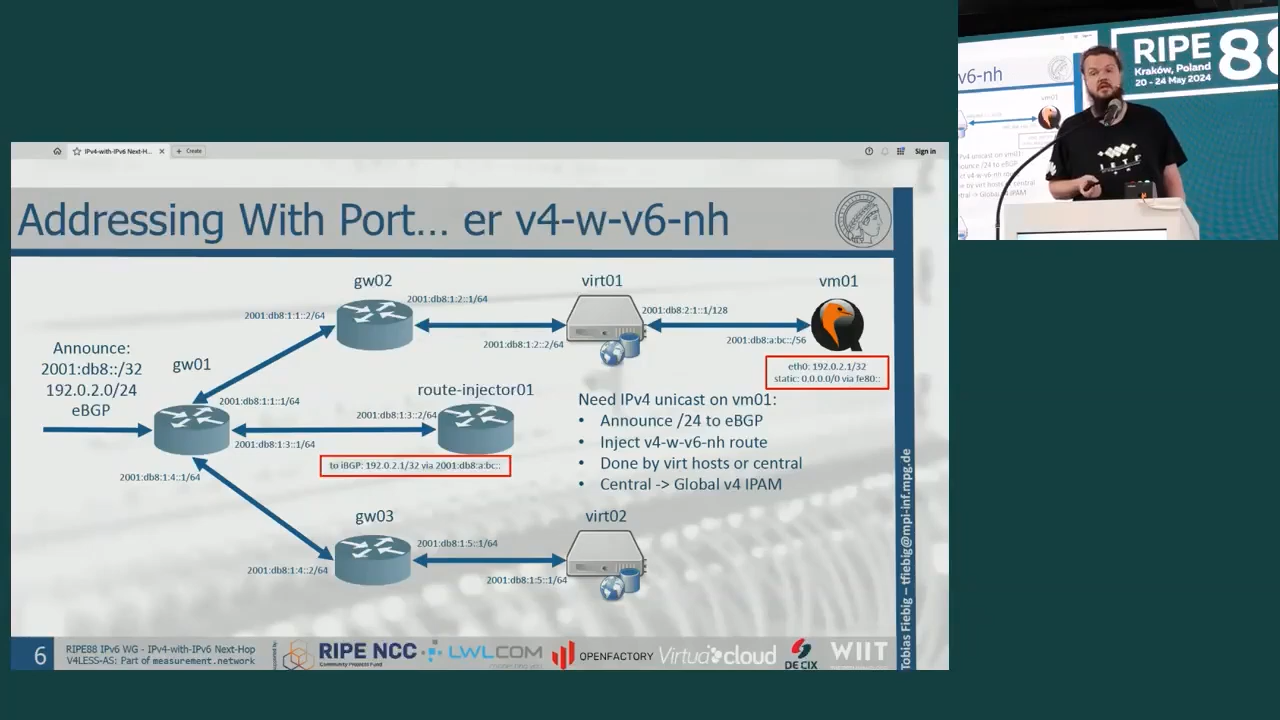 IPv4-with-IPv6 Next-H...
Create
Sign in
Addressing With Port... er v4-w-v6-nh
gw02
virt01
vm01
2001:db8:1:2::1/64
2001:db8:2:1::1/128
2001:db8:1:1::2/64
2001:db8:1:2::2/64
2001:db8:a:bc::/56
Announce:
2001:db8::/32
192.0.2.0/24
eBGP
gw01
eth0: 192.0.2.1/32
static: 0.0.0.0/0 via fe80::
route-injector01
2001:db8:1:1::1/64
2001:db8:1:3::2/64
2001:db8:1:3::1/64
to iBGP: 192.0.2.1/32 via 2001:db8:a:bc::
2001:db8:1:4::1/64
Need IPv4 unicast on vm01:
• Announce /24 to eBGP
• Inject v4-w-v6-nh route
• Done by virt hosts or central
• Central -> Global v4 IPAM
gw03
virt02
2001:db8:1:5::1/64
2001:db8:1:4::2/64
2001:db8:1:5::1/64
Tobias Fiebig – tfiebig@mpi-inf.mpg.de
6
RIPE88 IPv6 WG - IPv4-with-IPv6 Next-Hop
V4LESS-AS: Part of measurement.network
RIPE NCC
Community Projects Fund
LWLCOM
OPENFACTORY
Virtua cloud
DE CIX
WIIT
RIPE 88
Kraków, Poland
20 - 24 May 2024
v6-nh
vm01
IETF